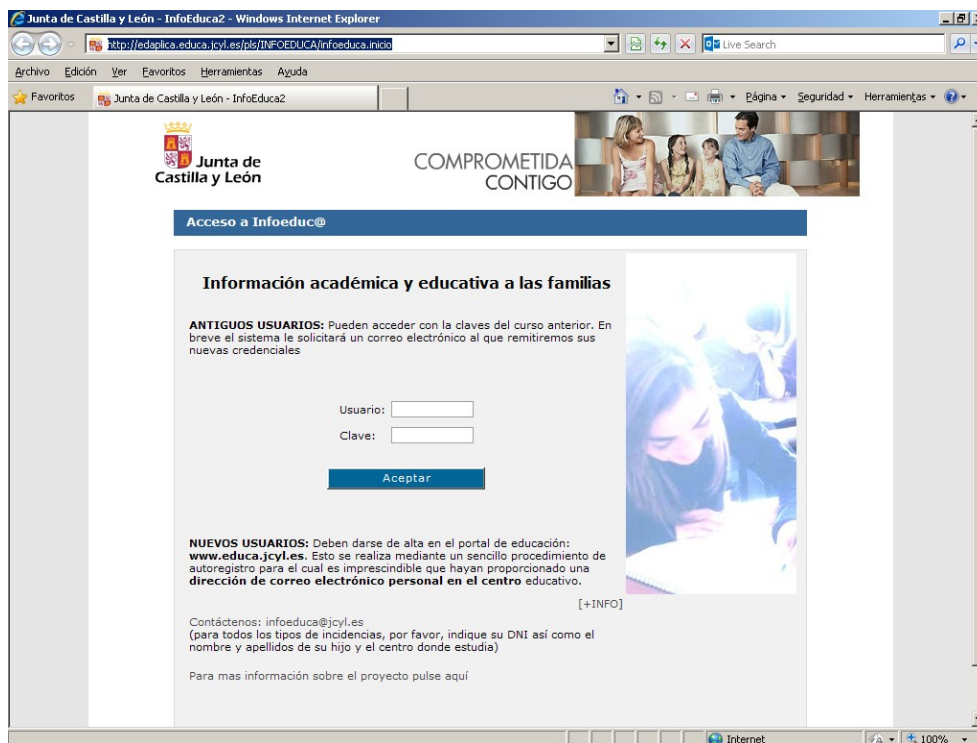 Junta de Castilla y León - InfoEduca2 - Windows Internet Explorer
http://edaplica.educa.jcyl.es/pls/INFOEDUCA/infoeduca.inicio
Live Search
Archivo Edición Ver Favoritos Herramientas Ayuda
Favoritos Junta de Castilla y León - InfoEduca2 Página Seguridad Herramientas
Junta de
Castilla y León
COMPROMETIDA
CONTIGO
Acceso a Infoeduc@
Información académica y educativa a las familias
ANTIGUOS USUARIOS: Pueden acceder con la claves del curso anterior. En
breve el sistema le solicitará un correo electrónico al que remitiremos sus
nuevas credenciales
Usuario:
Clave:
Aceptar
NUEVOS USUARIOS: Deben darse de alta en el portal de educación:
www.educa.jcyl.es. Esto se realiza mediante un sencillo procedimiento de
autoregistro para el cual es imprescindible que hayan proporcionado una
dirección de correo electrónico personal en el centro educativo.
[+INFO]
Contáctenos: infoeduca@jcyl.es
(para todos los tipos de incidencias, por favor, indique su DNI así como el
nombre y apellidos de su hijo y el centro donde estudia)
Para mas información sobre el proyecto pulse aquí
Internet 100%